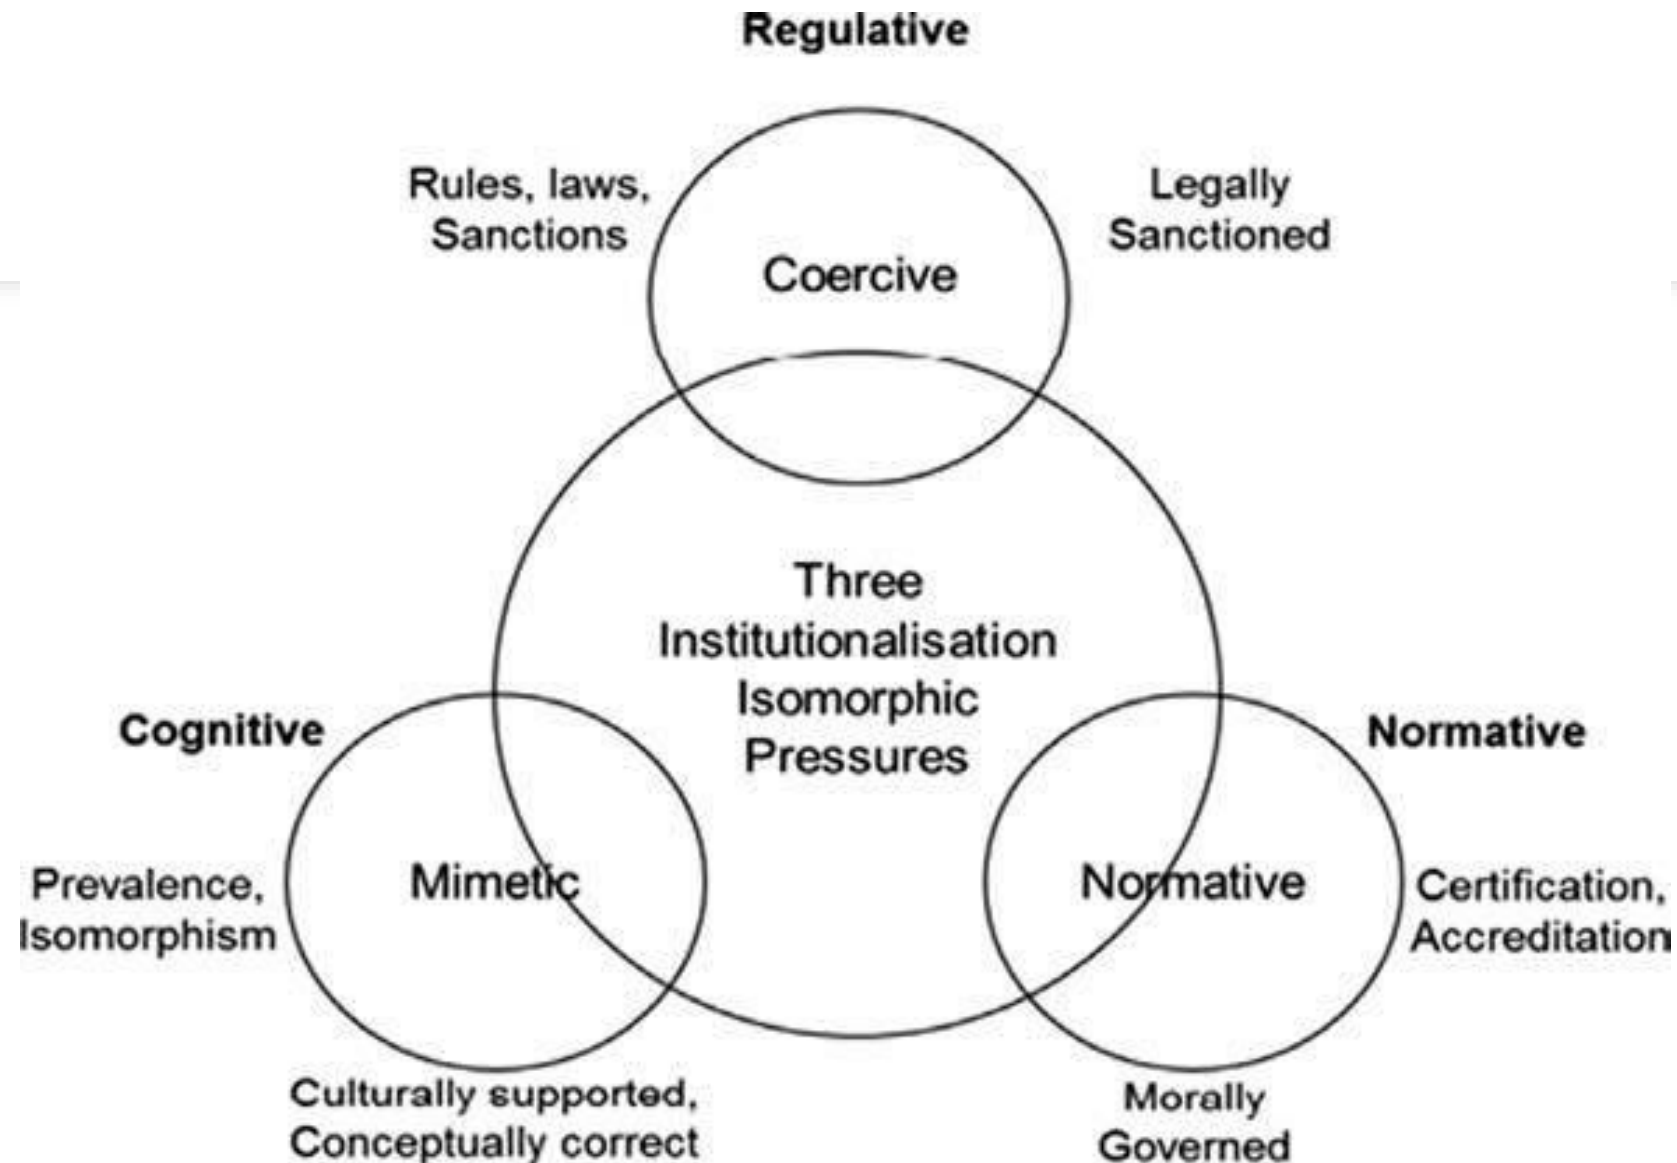 Regulative
Rules, laws,
Sanctions
Legally
Sanctioned
Coercive
Three
Institutionalisation
Isomorphic
Pressures
Cognitive
Normative
Prevalence,
Isomorphism
Mimetic
Normative
Certification,
Accreditation
Culturally supported,
Conceptually correct
Morally
Governed